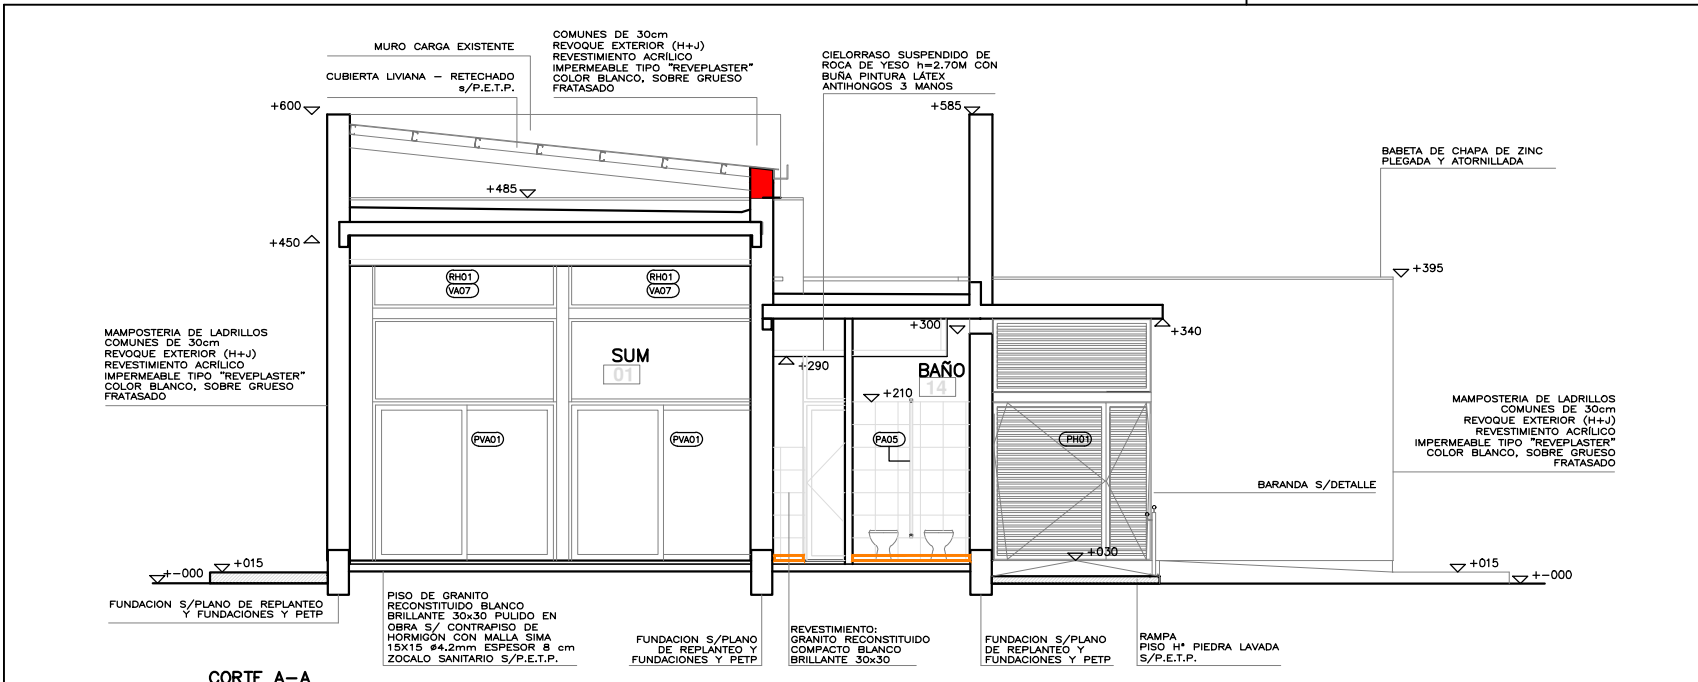 MURO CARGA EXISTENTE
CUBIERTA LIVIANA – RETECHADO
s/P.E.T.P.
COMUNES DE 30cm
REVOQUE EXTERIOR (H+J)
REVESTIMIENTO ACRÍLICO
IMPERMEABLE TIPO "REVEPLASTER"
COLOR BLANCO, SOBRE GRUESO
FRATASADO
CIELORRASO SUSPENDIDO DE
ROCA DE YESO h=2.70M CON
BUÑA PINTURA LÁTEX
ANTIHONGOS 3 MANOS
+600
+585
BABETA DE CHAPA DE ZINC
PLEGADA Y ATORNILLADA
+485
+450
+395
RH01
VA07
RH01
VA07
MAMPOSTERIA DE LADRILLOS
COMUNES DE 30cm
REVOQUE EXTERIOR (H+J)
REVESTIMIENTO ACRÍLICO
IMPERMEABLE TIPO "REVEPLASTER"
COLOR BLANCO, SOBRE GRUESO
FRATASADO
+300
+340
SUM
01
+290
BAÑO
14
+210
MAMPOSTERIA DE LADRILLOS
COMUNES DE 30cm
REVOQUE EXTERIOR (H+J)
REVESTIMIENTO ACRÍLICO
IMPERMEABLE TIPO "REVEPLASTER"
COLOR BLANCO, SOBRE GRUESO
FRATASADO
PVA01
PVA01
PA05
PH01
BARANDA S/DETALLE
+030
+-000
+015
+015
+-000
FUNDACION S/PLANO DE REPLANTEO
Y FUNDACIONES Y PETP
PISO DE GRANITO
RECONSTITUIDO BLANCO
BRILLANTE 30x30 PULIDO EN
OBRA S/ CONTRAPISO DE
HORMIGÓN CON MALLA SIMA
15X15 ø4.2mm ESPESOR 8 cm
ZOCALO SANITARIO S/P.E.T.P.
FUNDACION S/PLANO
DE REPLANTEO Y
FUNDACIONES Y PETP
REVESTIMIENTO:
GRANITO RECONSTITUIDO
COMPACTO BLANCO
BRILLANTE 30x30
FUNDACION S/PLANO
DE REPLANTEO Y
FUNDACIONES Y PETP
RAMPA
PISO Hº PIEDRA LAVADA
S/P.E.T.P.
CORTE A–A